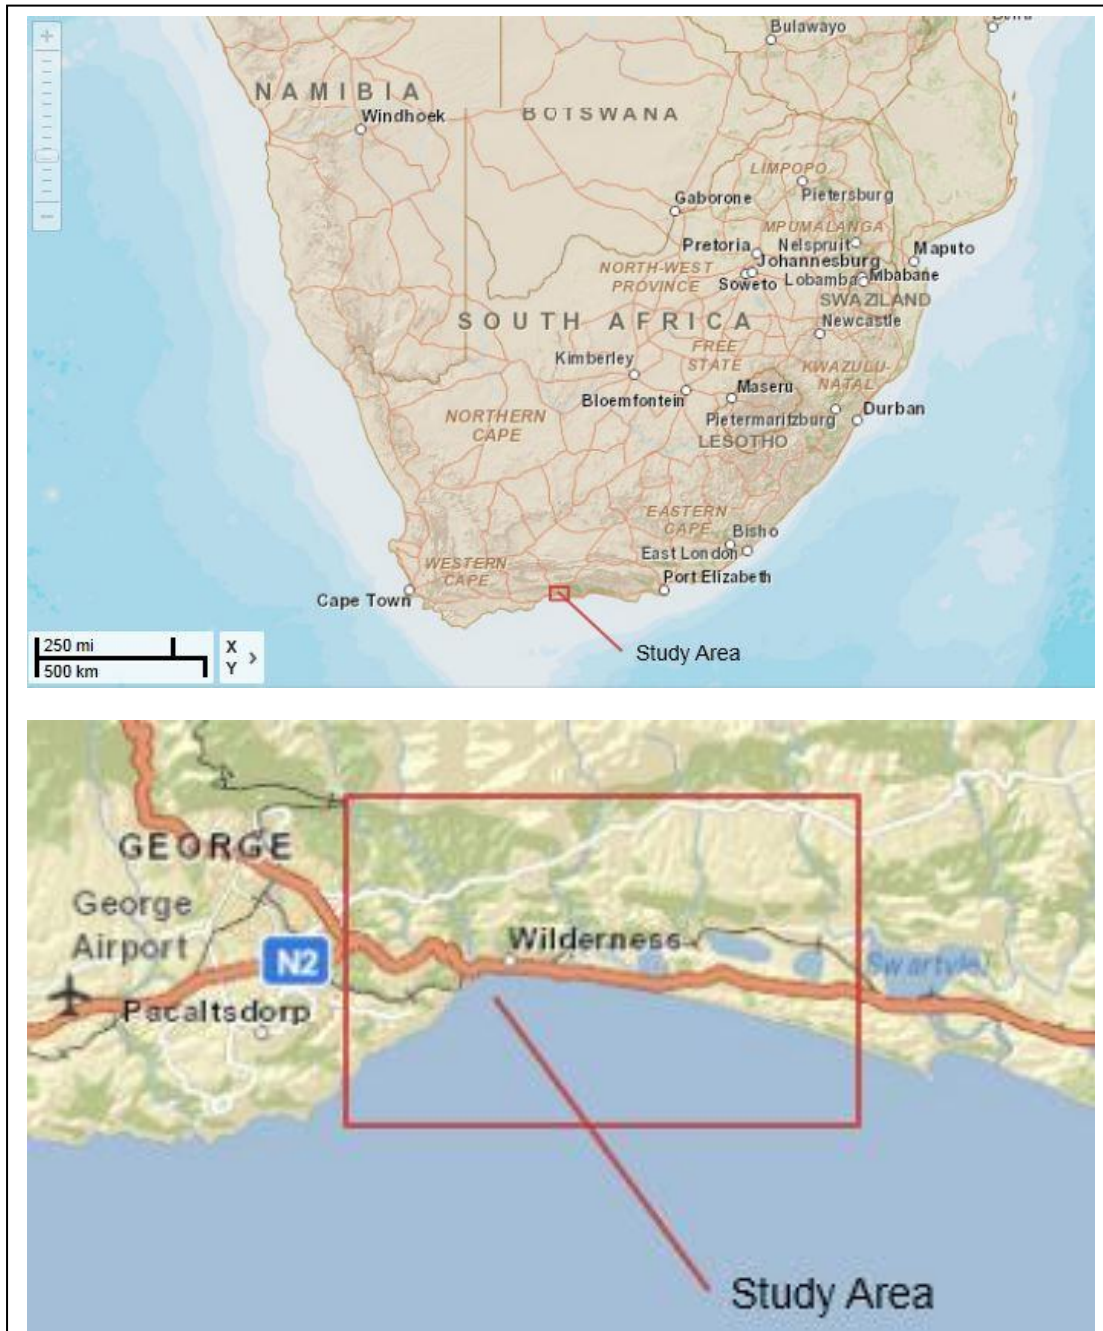 Bulawayo
NAMIBIA
Windhoek
BOTSWANA
LIMPOPO
Pietersburg
Gaborone
MPUMALANGA
Pretoria
Nelspruit
Maputo
Johannesburg
NORTH-WEST
PROVINCE
Soweto
Lobamba
Mbabane
SWAZILAND
SOUTH AFRICA
Newcastle
FREE
STATE
Kimberley
KWAZULU-
NATAL
Maseru
Bloemfontein
Durban
Pietermaritzburg
NORTHERN
CAPE
LESOTHO
EASTERN
CAPE
Bisho
East London
WESTERN
CAPE
Port Elizabeth
Cape Town
Study Area
250 mi
500 km
X
Y
GEORGE
George
Airport
N2
Wilderness
Pacaltsdorp
Study Area